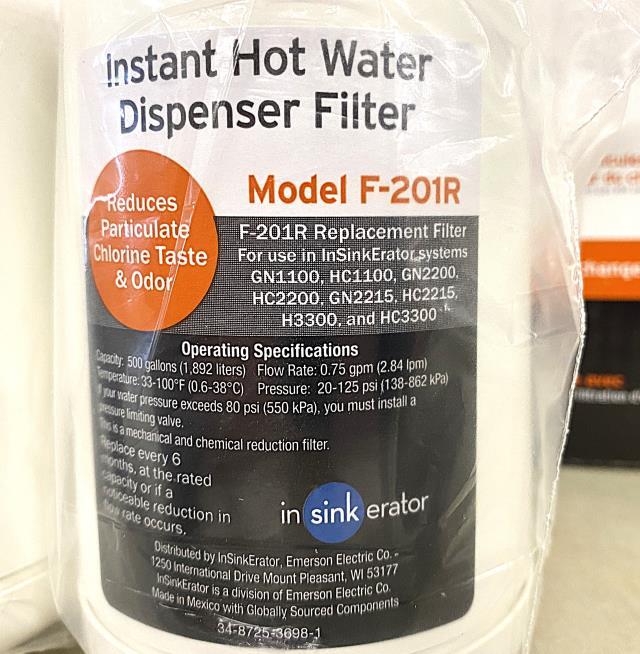 Instant Hot Water
Dispenser Filter
Model F-201R
Reduces
Particulate
Chlorine Taste
& Odor
F-201R Replacement Filter
For use in InSinkErator systems
GN1100, HC1100, GN2200,
HC2200, GN2215, HC2215,
H3300, and HC3300
Operating Specifications
Capacity: 500 gallons (1,892 liters) Flow Rate: 0.75 gpm (2.84 lpm)
Temperature: 33-100°F (0.6-38°C) Pressure: 20-125 psi (138-862 kPa)
If your water pressure exceeds 80 psi (550 kPa), you must install a
pressure limiting valve.
This is a mechanical and chemical reduction filter.
Replace every 6
months, at the rated
capacity or if a
noticeable reduction in
flow rate occurs.
in sink erator
Distributed by InSinkErator, Emerson Electric Co. -
1250 International Drive Mount Pleasant, WI 53177
InSinkErator is a division of Emerson Electric Co.
Made in Mexico with Globally Sourced Components
34-8725-3698-1